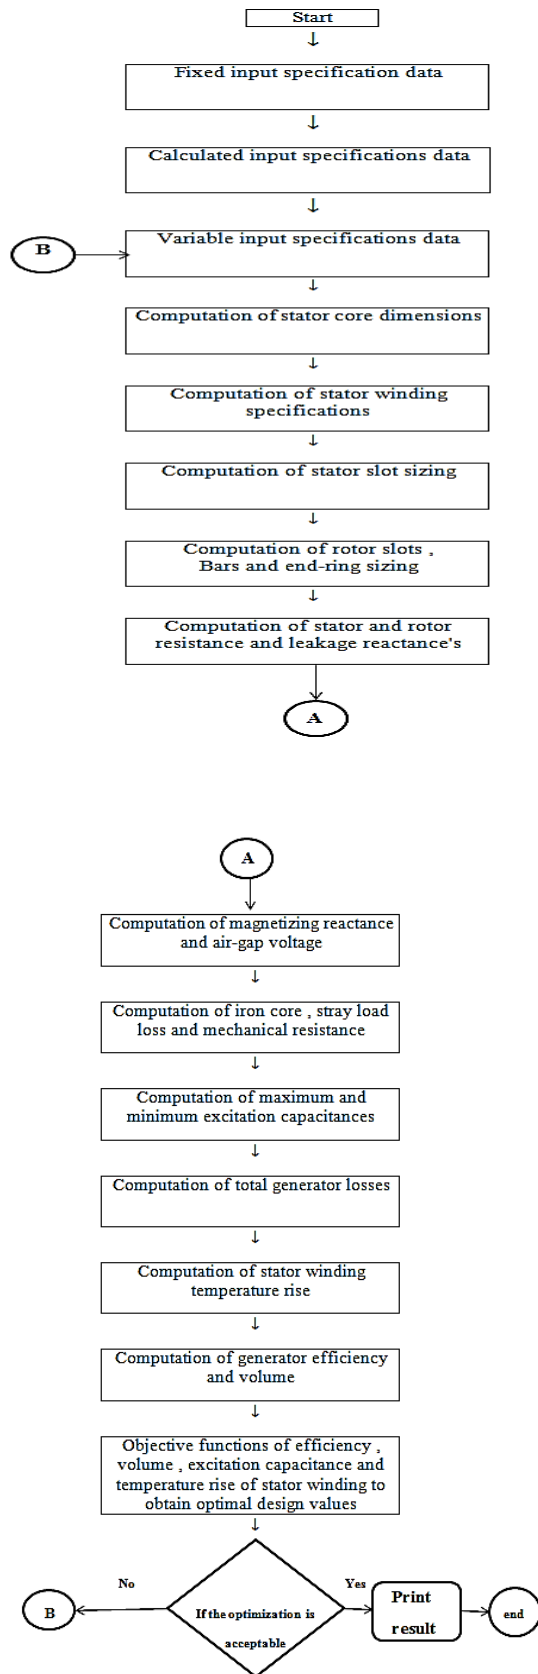 Start
↓
Fixed input specification data
↓
Calculated input specifications data
↓
B
Variable input specifications data
↓
Computation of stator core dimensions
↓
Computation of stator winding
specifications
↓
Computation of stator slot sizing
↓
Computation of rotor slots ,
Bars and end-ring sizing
↓
Computation of stator and rotor
resistance and leakage reactance's
A
A
Computation of magnetizing reactance
and air-gap voltage
↓
Computation of iron core , stray load
loss and mechanical resistance
↓
Computation of maximum and
minimum excitation capacitances
↓
Computation of total generator losses
↓
Computation of stator winding
temperature rise
↓
Computation of generator efficiency
and volume
↓
Objective functions of efficiency ,
volume , excitation capacitance and
temperature rise of stator winding to
obtain optimal design values
↓
No
Yes
B
If the optimization is
acceptable
Print
result
end